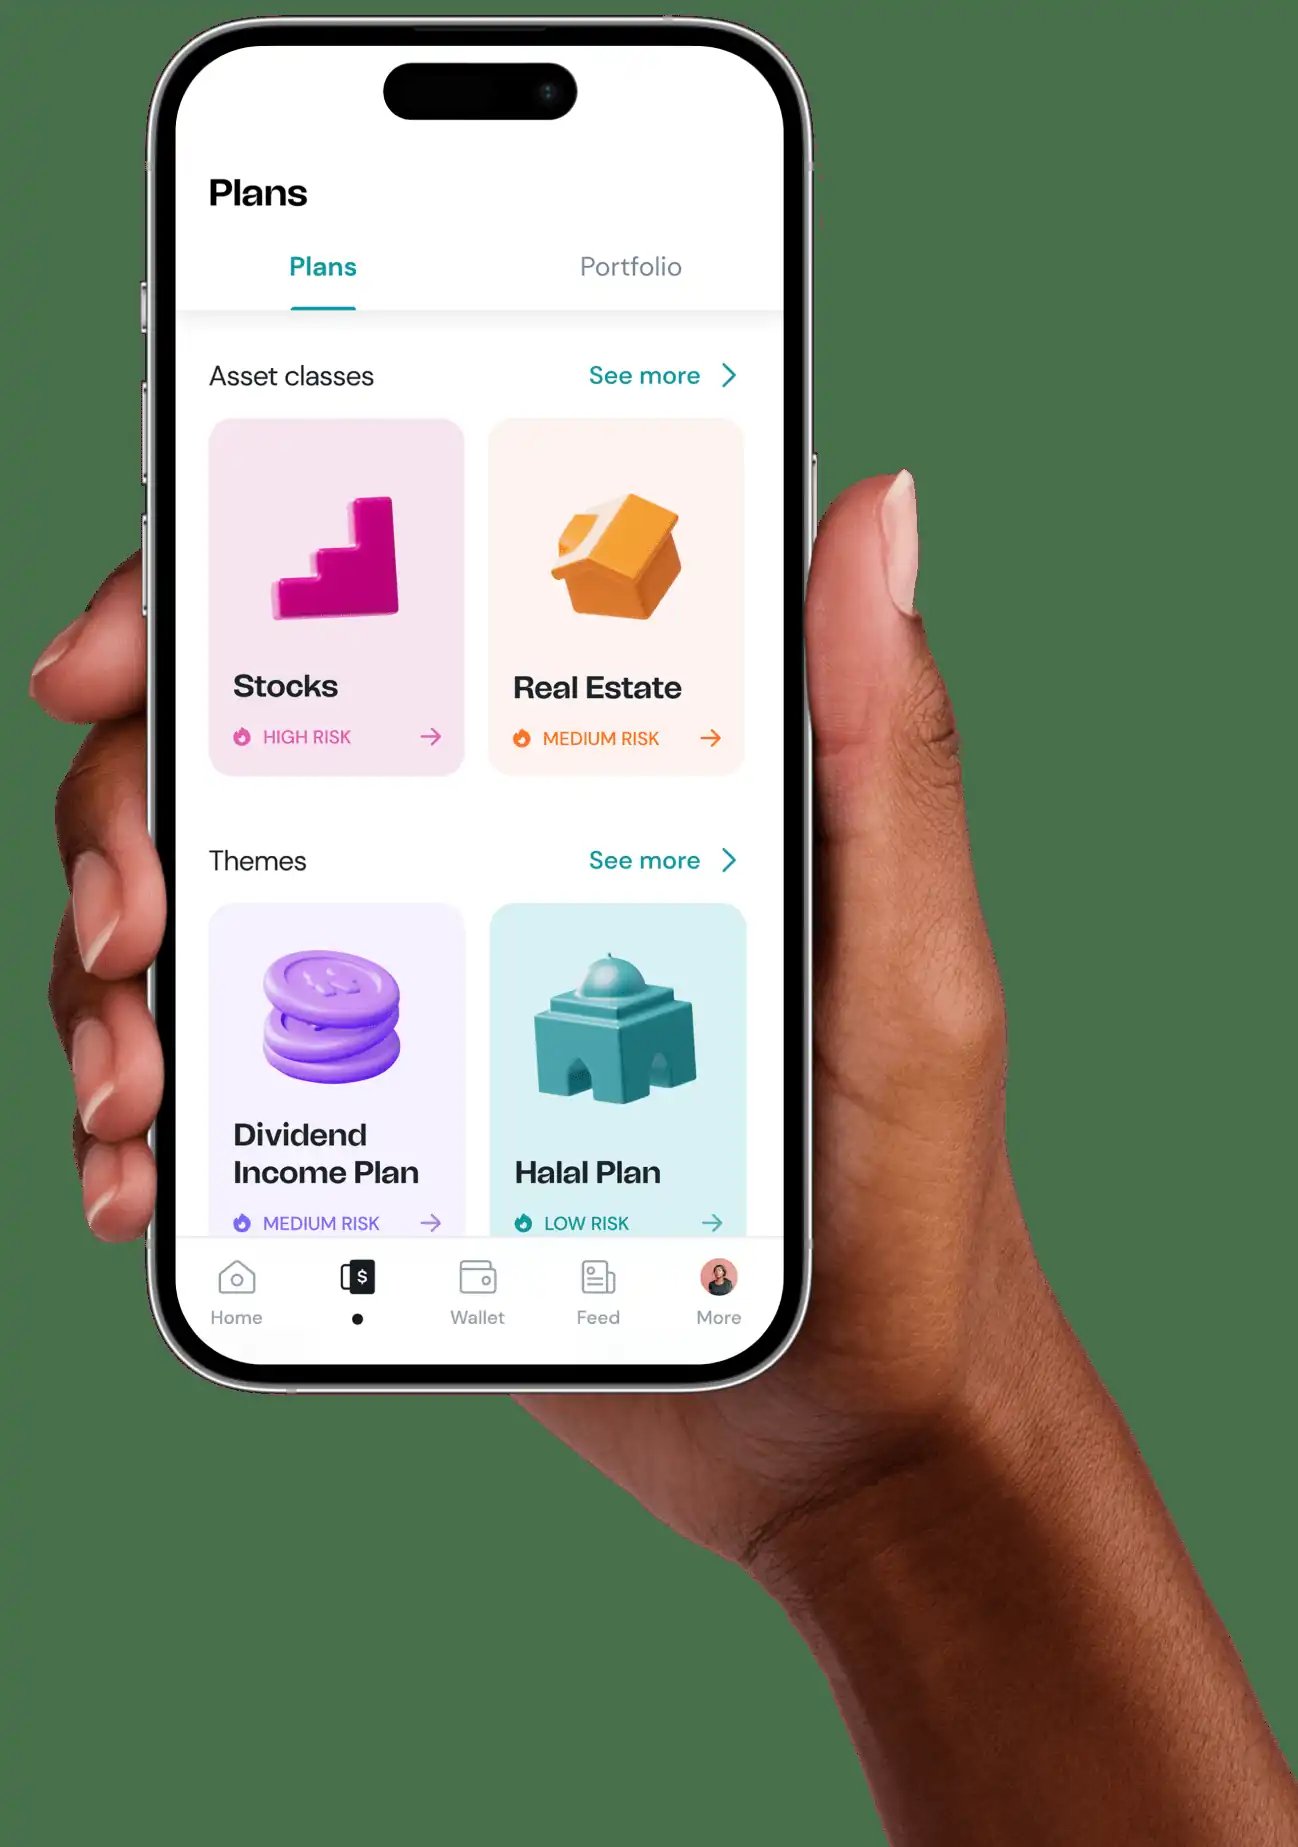 Plans
Plans
Portfolio
Asset classes
See more
Stocks
HIGH RISK
Real Estate
MEDIUM RISK
Themes
See more
Dividend
Income Plan
MEDIUM RISK
Halal Plan
LOW RISK
$
Home
Wallet
Feed
More